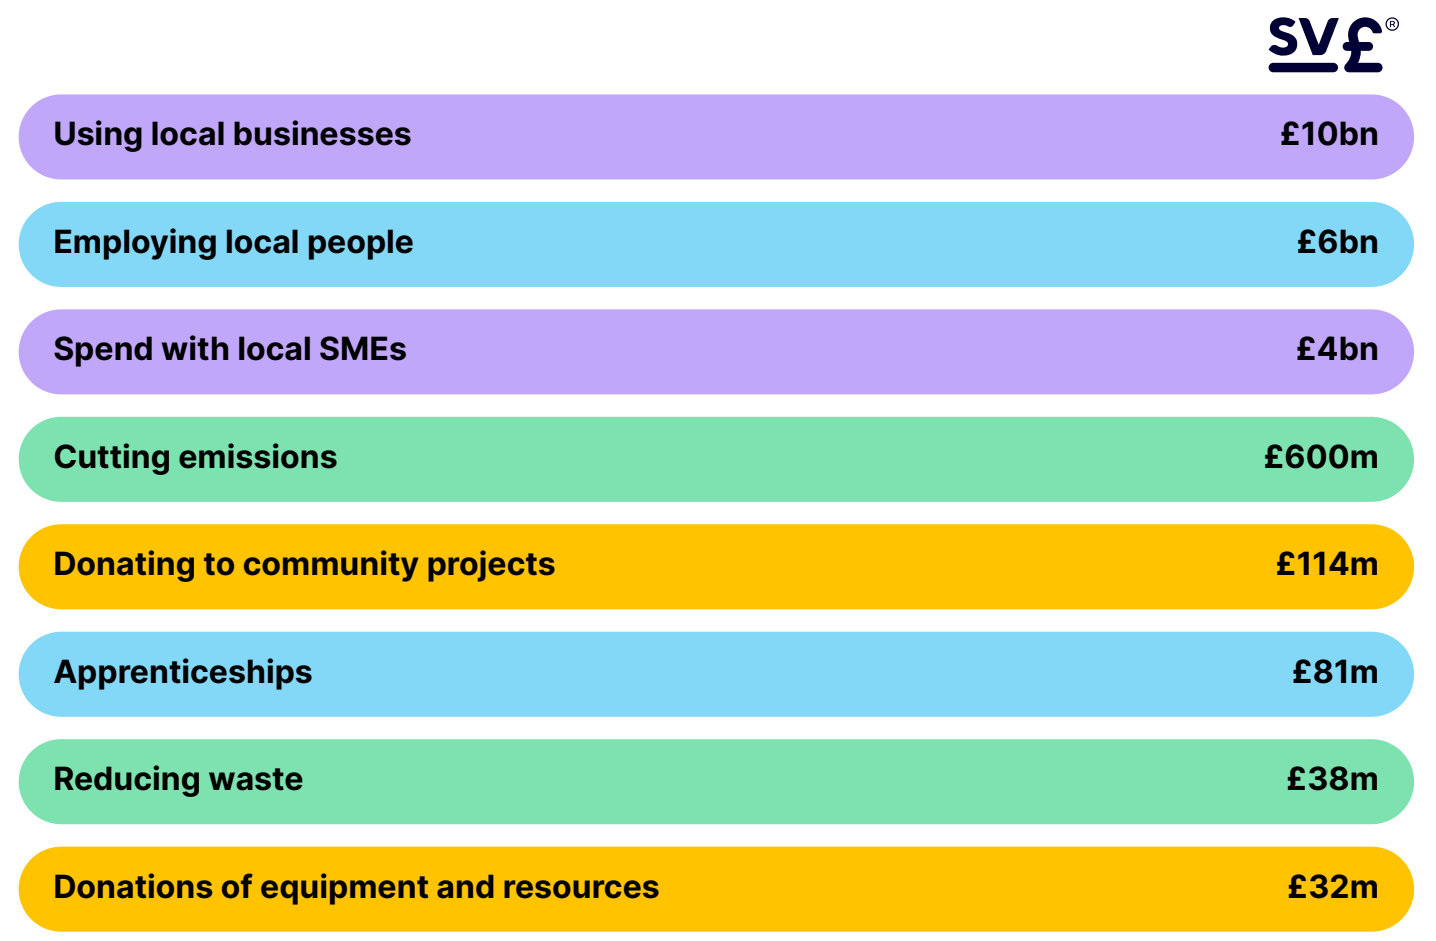 SV£®
Using local businesses £10bn
Employing local people £6bn
Spend with local SMEs £4bn
Cutting emissions £600m
Donating to community projects £114m
Apprenticeships £81m
Reducing waste £38m
Donations of equipment and resources £32m